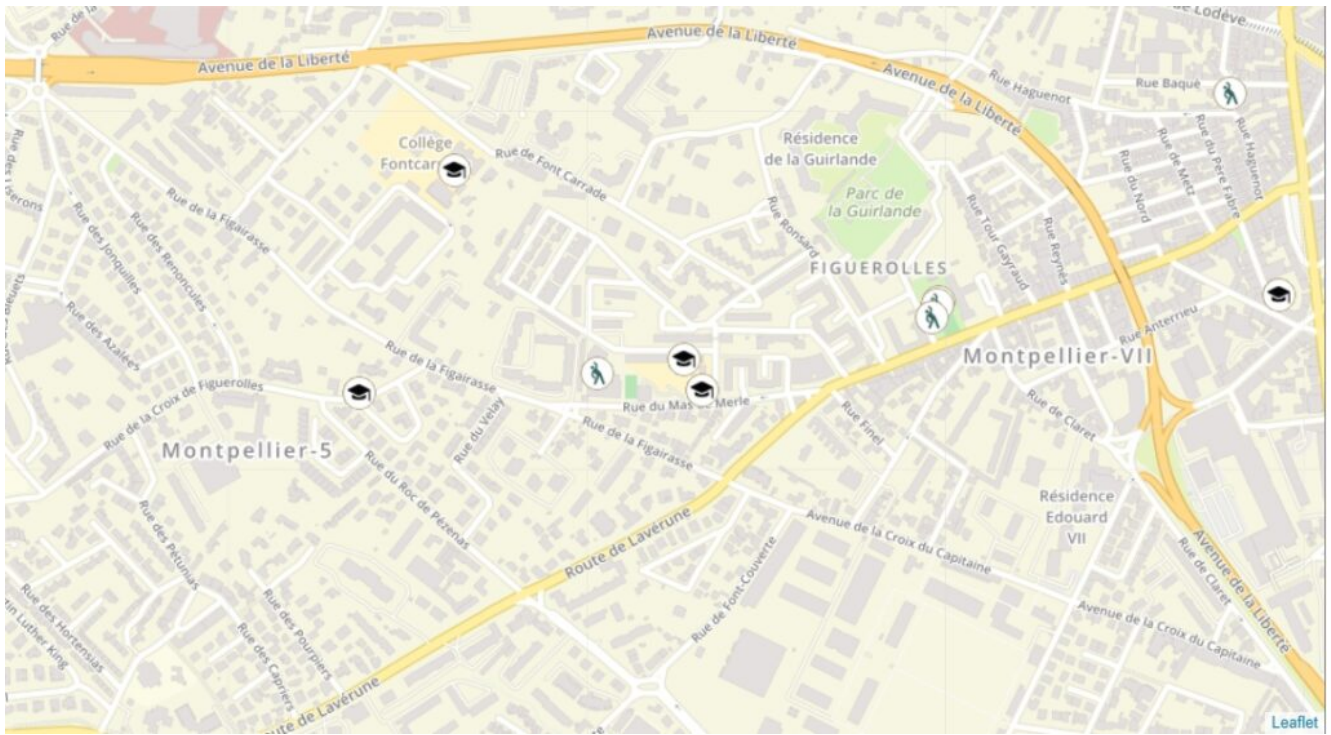 de Lodève
Rue de la
Avenue de la Liberté
Avenue de la Liberté
Avenue de la Liberté
Rue Haguenot
Rue Baqué
Collège
Rue de Font Carrade
Résidence
de la Guirlande
Parc de
la Guirlande
Rue du Nord
Rue de Metz
Rue du Père Fabre
Rue Haguenot
Rue des
Rue de la Figairasse
Rue des Jonquilles
Rue des Renoncules
Rue Ronsard
Rue Tour Gayraud
Rue Reynès
FIGUEROLLES
Rue des Azalées
Rue Anterrieu
Montpellier-VII
Rue de la Figairasse
Rue de la Croix de Figuerolles
Rue du Mas de Merle
Rue du Velay
Rue de la Figairasse
Rue Finel
Rue de Claret
Montpellier-5
Rue du Roc de Pézenas
Résidence
Edouard
VII
Rue des Pétunias
Route de Lavérune
Avenue de la Croix du Capitaine
Rue de Claret
Avenue de la Liberté
Rue de Font-Couverte
Rue des Hortensias
Luther King
Rue des Pourpiers
Rue des Capriers
Avenue de la Croix du Capitaine
Route de Lavérune
Leaflet